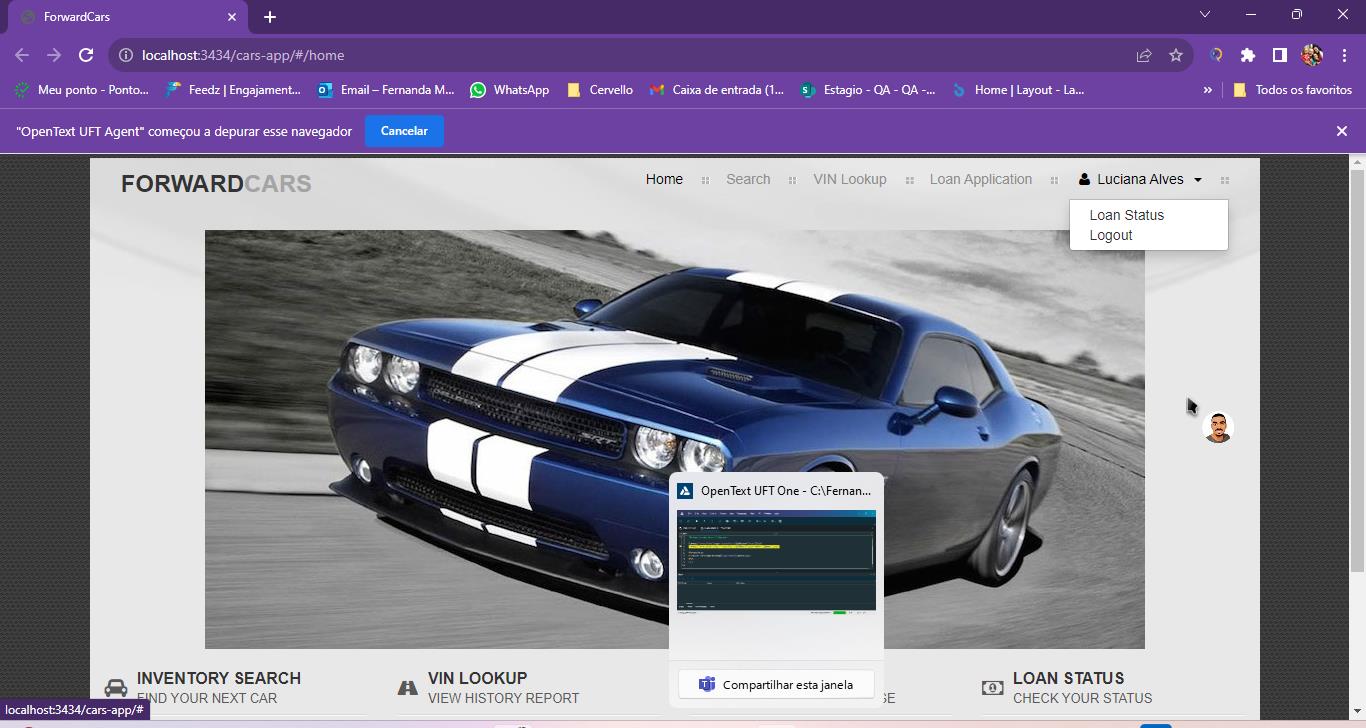 ForwardCars
localhost:3434/cars-app/#/home
Meu ponto - Ponto... Feedz | Engajament... Email – Fernanda M... WhatsApp Cervello Caixa de entrada (1... Estagio - QA - QA -... Home | Layout - La... » Todos os favoritos
"OpenText UFT Agent" começou a depurar esse navegador Cancelar
FORWARDCARS
Home Search VIN Lookup Loan Application Luciana Alves
Loan Status
Logout
OpenText UFT One - C:\Fernan...
Compartilhar esta janela
INVENTORY SEARCH
FIND YOUR NEXT CAR
VIN LOOKUP
VIEW HISTORY REPORT
SE
LOAN STATUS
CHECK YOUR STATUS
localhost:3434/cars-app/#